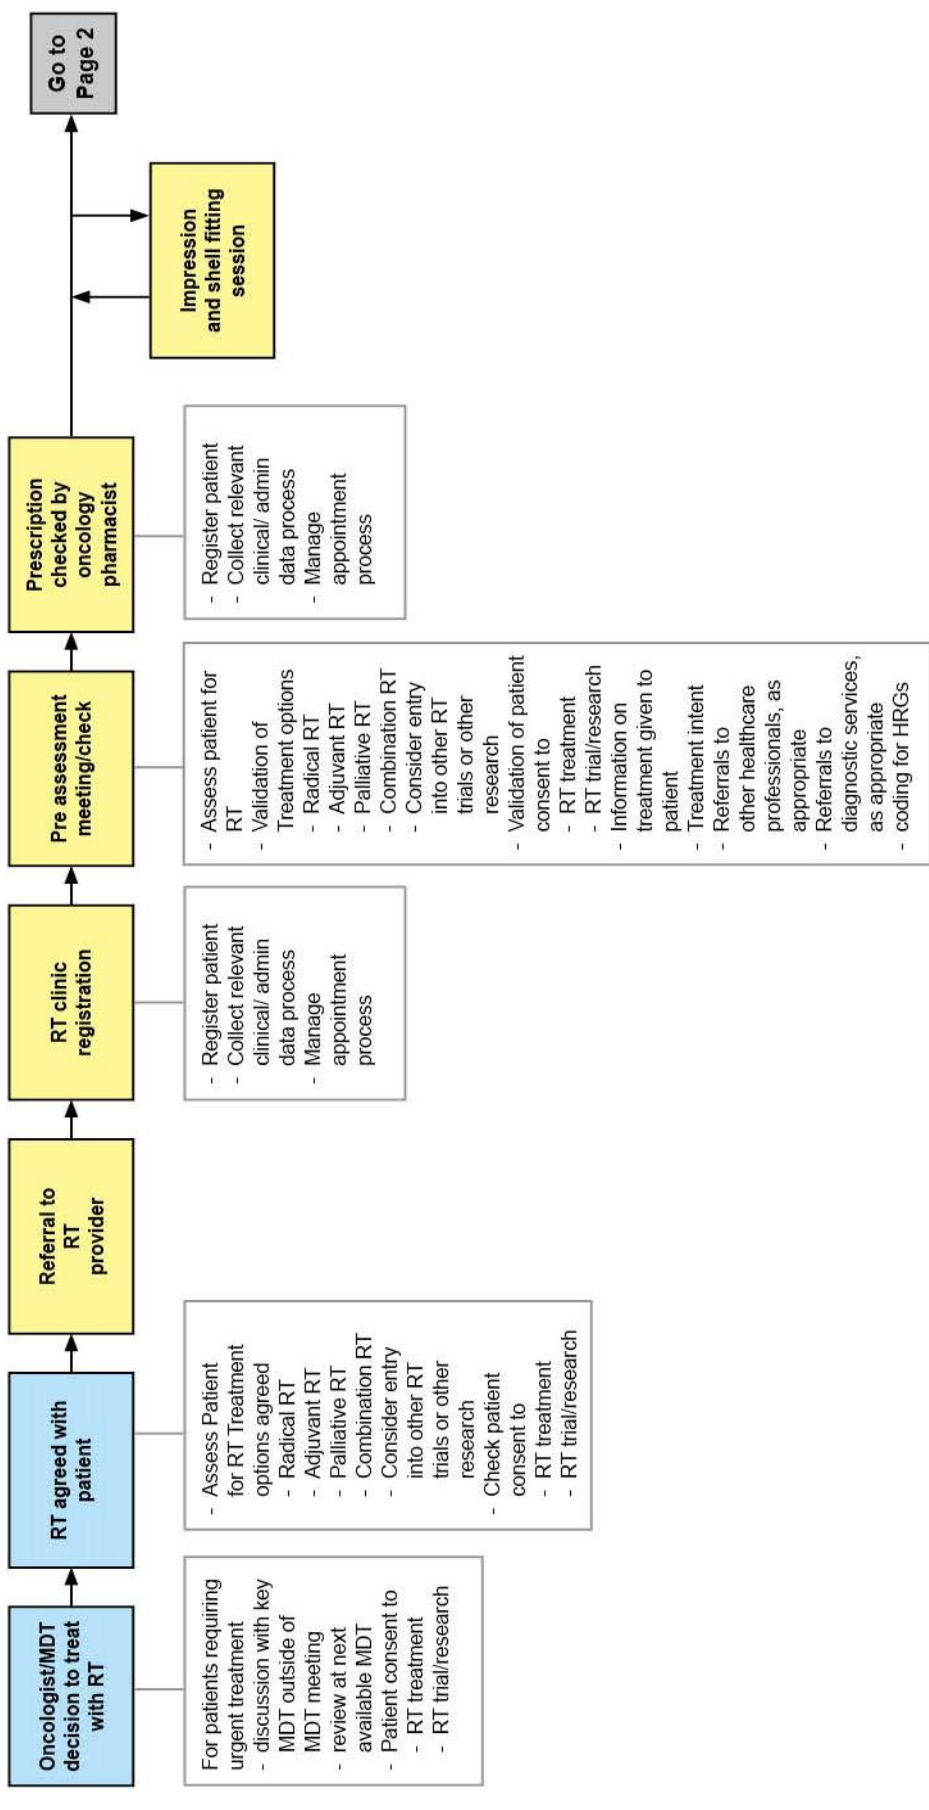 Oncologist/MDT
decision to treat
with RT
For patients requiring
urgent treatment
- discussion with key
MDT outside of
MDT meeting
- review at next
available MDT
- Patient consent to
- RT treatment
- RT trial/research
RT agreed with
patient
- Assess Patient
for RT Treatment
options agreed
- Radical RT
- Adjuvant RT
- Palliative RT
- Combination RT
- Consider entry
into other RT
trials or other
research
- Check patient
consent to
- RT treatment
- RT trial/research
Referral to
RT
provider
RT clinic
registration
- Register patient
- Collect relevant
clinical/ admin
data process
- Manage
appointment
process
Pre assessment
meeting/check
- Assess patient for
RT
- Validation of
Treatment options
- Radical RT
- Adjuvant RT
- Palliative RT
- Combination RT
- Consider entry
into other RT
trials or other
research
- Validation of patient
consent to
- RT treatment
- RT trial/research
- Information on
treatment given to
patient
- Treatment intent
- Referrals to
other healthcare
professionals, as
appropriate
- Referrals to
diagnostic services,
as appropriate
- coding for HRGs
Prescription
checked by
oncology
pharmacist
- Register patient
- Collect relevant
clinical/ admin
data process
- Manage
appointment
process
Impression
and shell fitting
session
Go to
Page 2